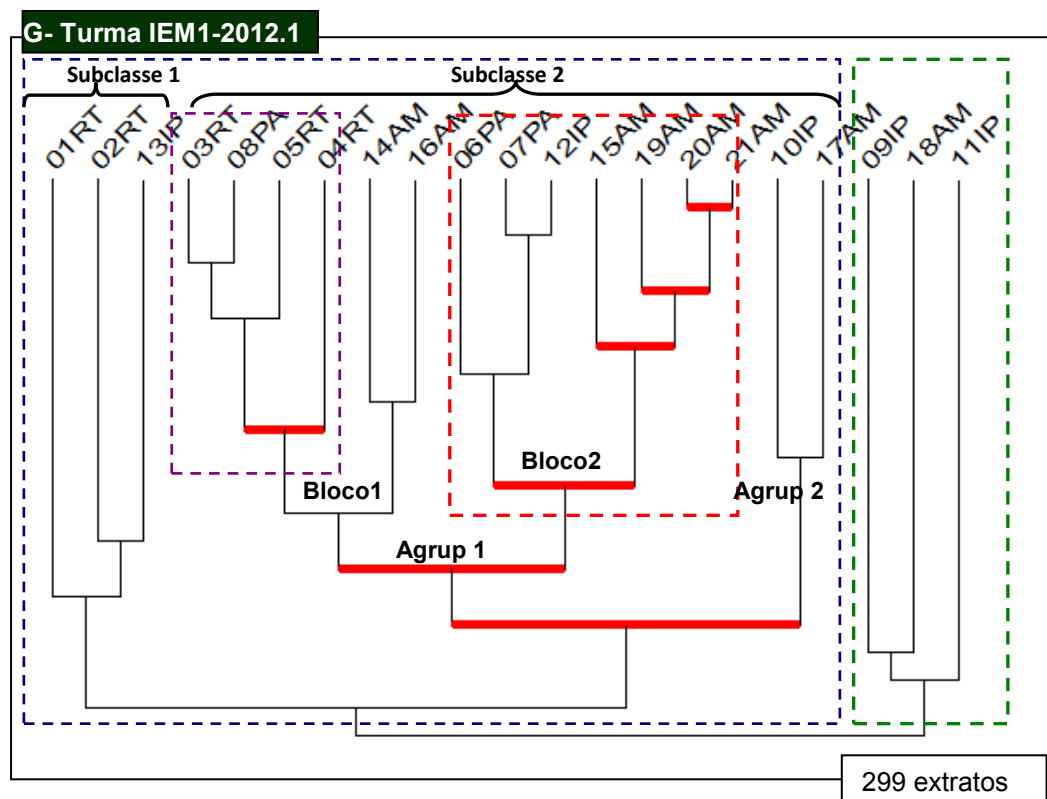 G- Turma IEM1-2012.1
Subclasse 1
Subclasse 2
01RT
02RT
13IP
03RT
08PA
05RT
04RT
14AM
16AM
06PA
07PA
12IP
15AM
19AM
20AM
21AM
10IP
17AM
09IP
18AM
11IP
Bloco1
Bloco2
Agrup 2
Agrup 1
299 extratos